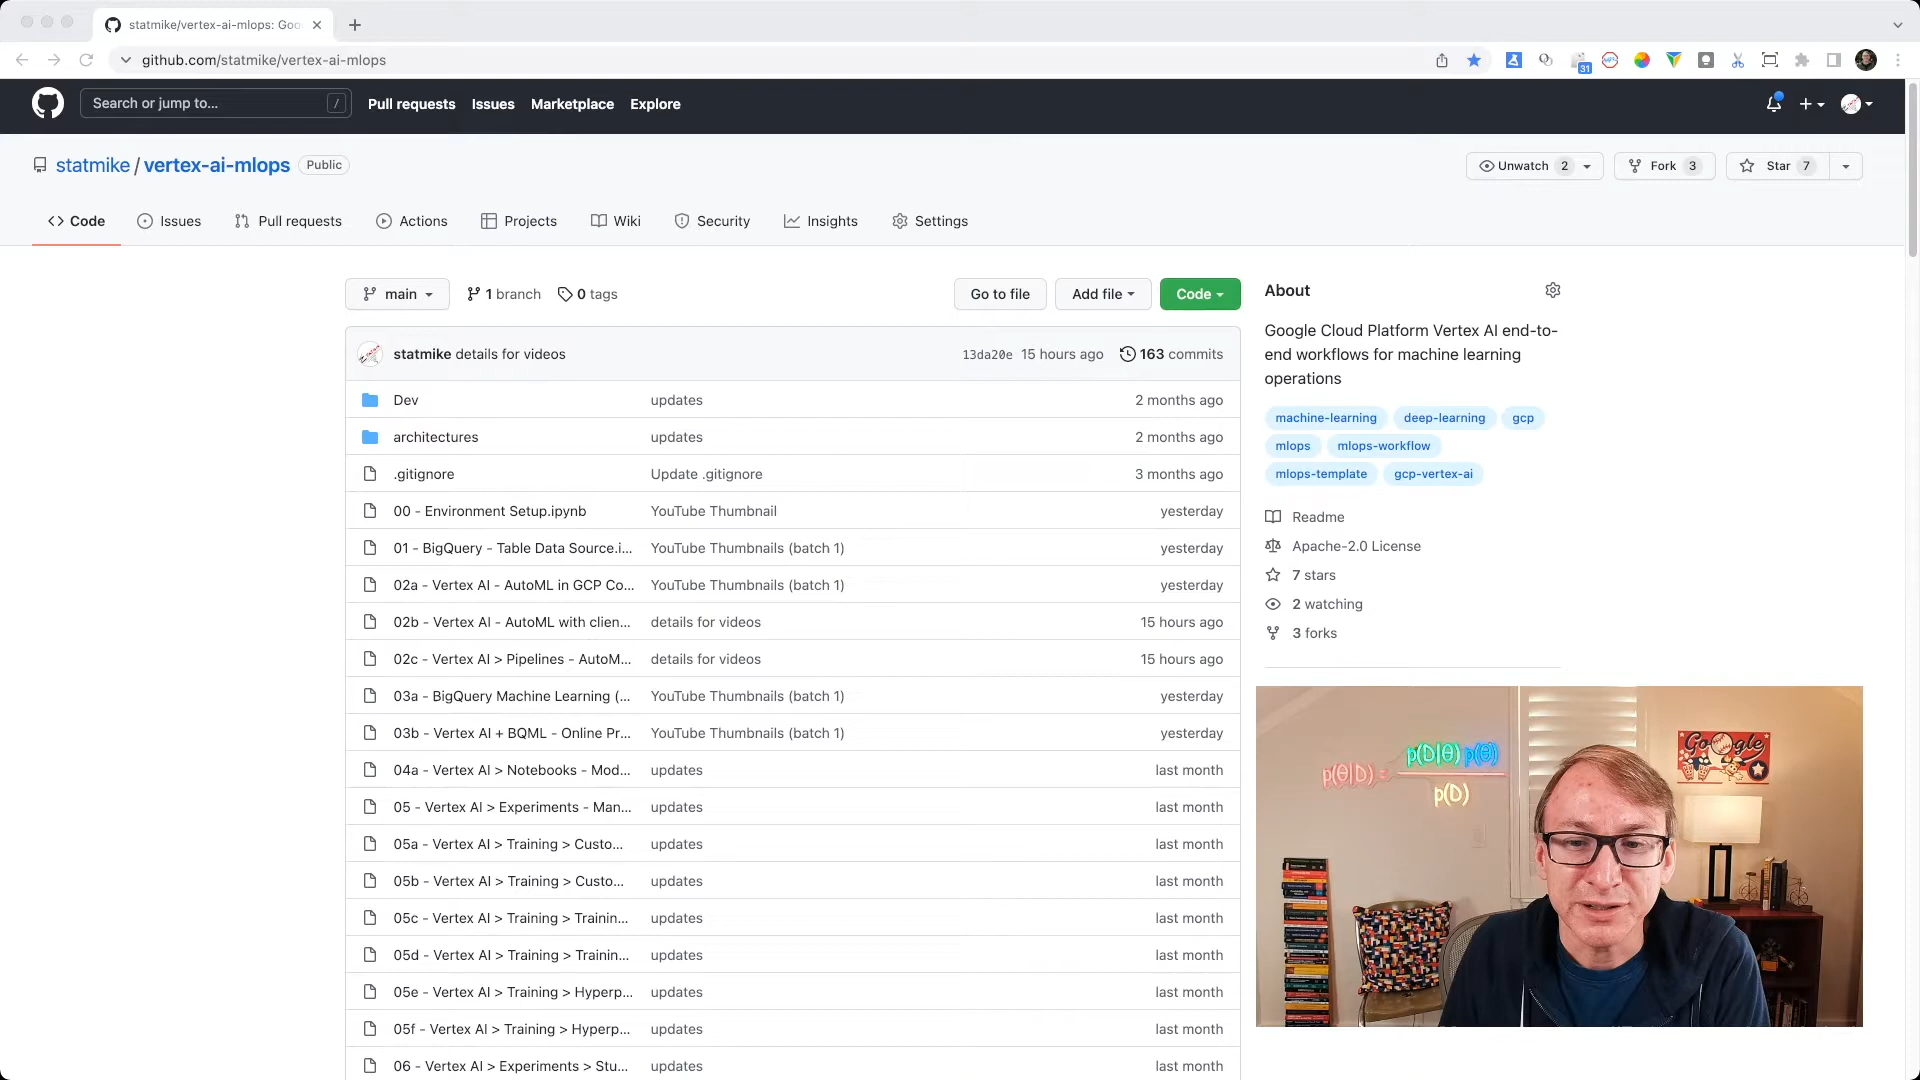 statmike/vertex-ai-mlops: Goo
github.com/statmike/vertex-ai-mlops
31
Search or jump to...
/
Pull requests
Issues
Marketplace
Explore
statmike / vertex-ai-mlops
Public
Unwatch 2
Fork 3
Star 7
Code
Issues
Pull requests
Actions
Projects
Wiki
Security
Insights
Settings
main
1 branch
0 tags
Go to file
Add file
Code
statmike details for videos
13da20e 15 hours ago
163 commits
Dev updates 2 months ago
architectures updates 2 months ago
.gitignore Update .gitignore 3 months ago
00 - Environment Setup.ipynb YouTube Thumbnail yesterday
01 - BigQuery - Table Data Source.i... YouTube Thumbnails (batch 1) yesterday
02a - Vertex AI - AutoML in GCP Co... YouTube Thumbnails (batch 1) yesterday
02b - Vertex AI - AutoML with clien... details for videos 15 hours ago
02c - Vertex AI > Pipelines - AutoM... details for videos 15 hours ago
03a - BigQuery Machine Learning (... YouTube Thumbnails (batch 1) yesterday
03b - Vertex AI + BQML - Online Pr... YouTube Thumbnails (batch 1) yesterday
04a - Vertex AI > Notebooks - Mod... updates last month
05 - Vertex AI > Experiments - Man... updates last month
05a - Vertex AI > Training > Custo... updates last month
05b - Vertex AI > Training > Custo... updates last month
05c - Vertex AI > Training > Trainin... updates last month
05d - Vertex AI > Training > Trainin... updates last month
05e - Vertex AI > Training > Hyperp... updates last month
05f - Vertex AI > Training > Hyperp... updates last month
06 - Vertex AI > Experiments > Stu... updates last month
About
Google Cloud Platform Vertex AI end-to-
end workflows for machine learning
operations
machine-learning deep-learning gcp
mlops mlops-workflow
mlops-template gcp-vertex-ai
Readme
Apache-2.0 License
7 stars
2 watching
3 forks
p(D|θ) p(θ)
p(θ|D) =
p(D)
Google